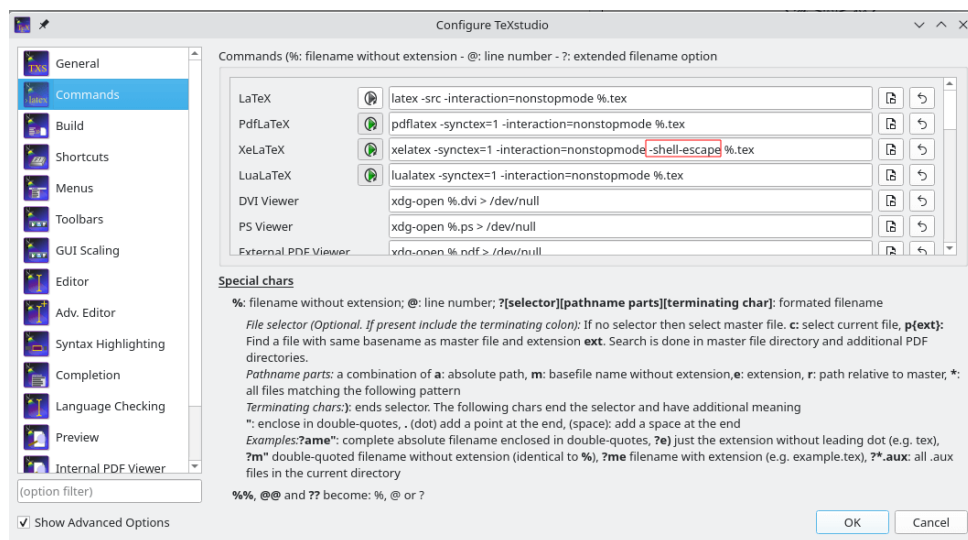 Configure TeXstudio
General
Commands
Build
Shortcuts
Menus
Toolbars
GUI Scaling
Editor
Adv. Editor
Syntax Highlighting
Completion
Language Checking
Preview
Internal PDF Viewer
(option filter)
Show Advanced Options
Commands (%: filename without extension - @: line number - ?: extended filename option
LaTeX latex -src -interaction=nonstopmode %.tex
PdfLaTeX pdflatex -synctex=1 -interaction=nonstopmode %.tex
XeLaTeX xelatex -synctex=1 -interaction=nonstopmode -shell-escape %.tex
LuaLaTeX lualatex -synctex=1 -interaction=nonstopmode %.tex
DVI Viewer xdg-open %.dvi > /dev/null
PS Viewer xdg-open %.ps > /dev/null
External PDF Viewer xdg-open %.pdf > /dev/null
Special chars
%: filename without extension; @: line number; ?[selector][pathname parts][terminating char]: formated filename
File selector (Optional. If present include the terminating colon): If no selector then select master file. c: select current file, p{ext}:
Find a file with same basename as master file and extension ext. Search is done in master file directory and additional PDF
directories.
Pathname parts: a combination of a: absolute path, m: basefile name without extension,e: extension, r: path relative to master, *:
all files matching the following pattern
Terminating chars:): ends selector. The following chars end the selector and have additional meaning
": enclose in double-quotes, . (dot) add a point at the end, (space): add a space at the end
Examples:?ame": complete absolute filename enclosed in double-quotes, ?e) just the extension without leading dot (e.g. tex),
?m" double-quoted filename without extension (identical to %), ?me filename with extension (e.g. example.tex), ?*.aux: all .aux
files in the current directory
%%, @@ and ?? become: %, @ or ?
OK
Cancel